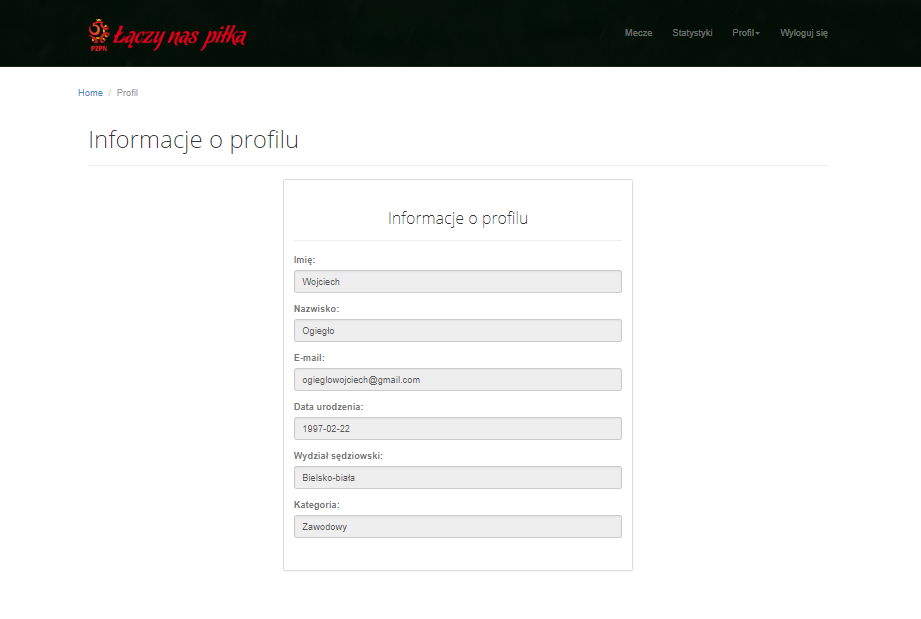 PZPN Łączy nas piłka
Mecze Statystyki Profil Wyloguj się
Home / Profil
Informacje o profilu
Informacje o profilu
Imię:
Wojciech
Nazwisko:
Ogiegło
E-mail:
ogieglowojciech@gmail.com
Data urodzenia:
1997-02-22
Wydział sędziowski:
Bielsko-biała
Kategoria:
Zawodowy